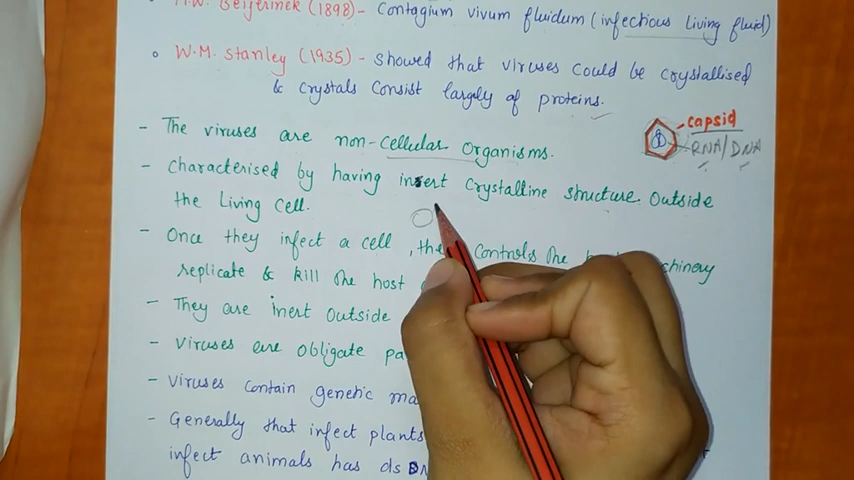 M.W. Beijerinek (1898)- Contagium vivum fluidum (infectious living fluid)
W.M. Stanley (1935) - Showed that viruses could be crystallised
& crystals consist largely of proteins.
- The viruses are non-cellular organisms.
capsid
RNA/DNA
- Characterised by having inert crystalline structure outside
the Living cell.
- Once they infect a cell, the controls the
replicate & kill the host
- They are inert outside
- Viruses are obligate
- Viruses contain genetic
- Generally that infect plants
infect animals has ds